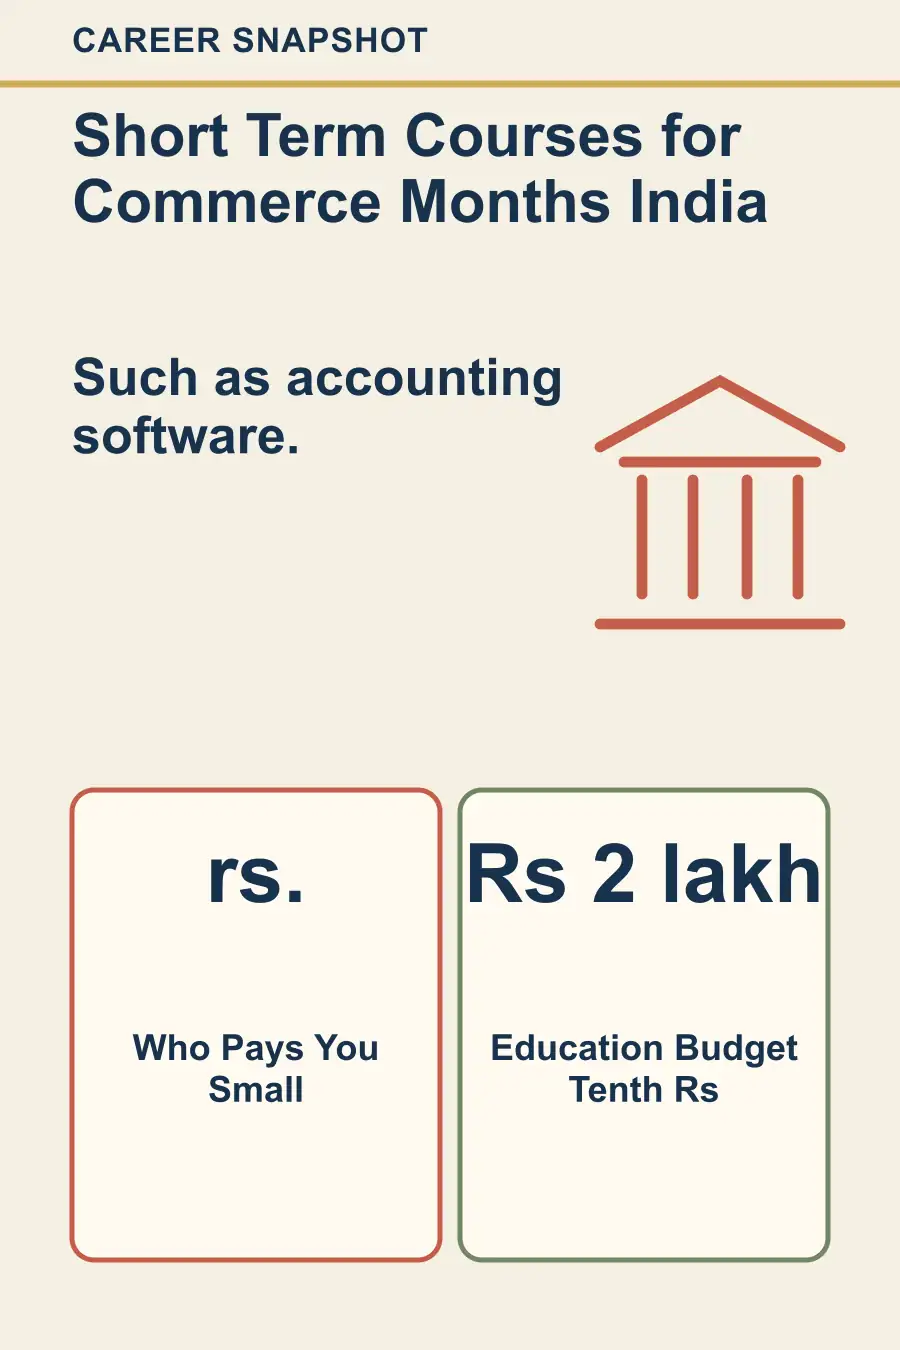 CAREER SNAPSHOT
Short Term Courses for
Commerce Months India
Such as accounting
software.
rs.
Who Pays You
Small
Rs 2 lakh
Education Budget
Tenth Rs